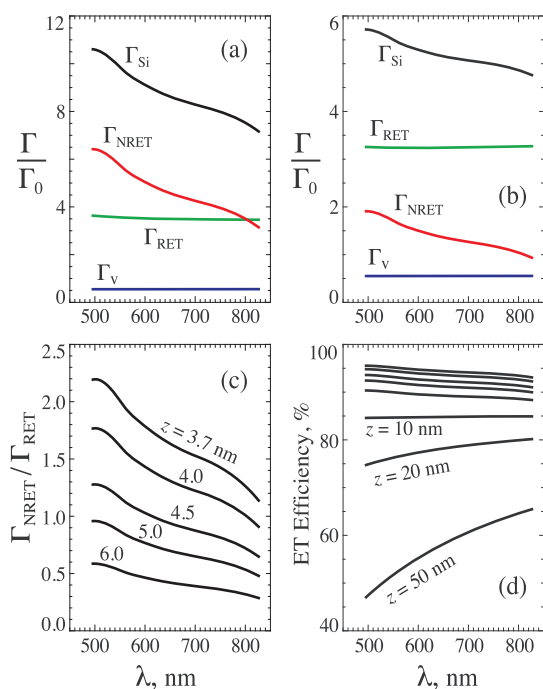 12
8
4
0
Γ/Γ0
ΓSi
(a)
ΓNRET
ΓRET
Γv
500 600 700 800
6
4
2
0
Γ/Γ0
ΓSi
ΓRET
(b)
ΓNRET
Γv
500 600 700 800
2.5
2.0
1.5
1.0
0.5
0.0
ΓNRET / ΓRET
(c)
z = 3.7 nm
4.0
4.5
5.0
6.0
500 600 700 800
λ, nm
100
80
60
40
ET Efficiency, %
z = 10 nm
z = 20 nm
z = 50 nm
(d)
500 600 700 800
λ, nm